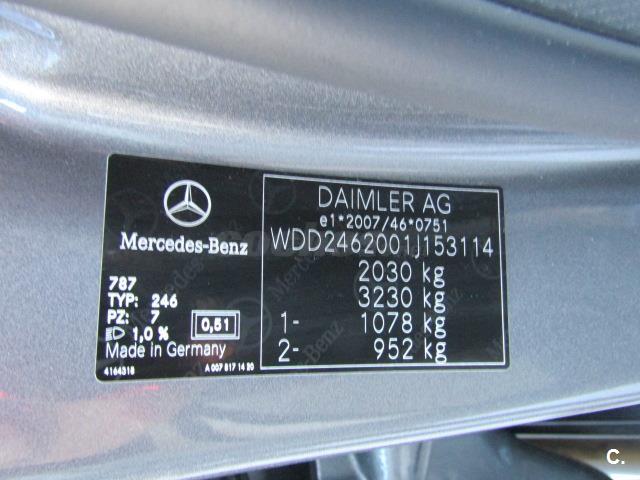 Mercedes-Benz
787
TYP: 246
PZ: 7
1,0 %
0,51
Made in Germany
4164318
A 007 817 14 20
DAIMLER AG
e1*2007/46*0751
WDD2462001J153114
2030 kg
3230 kg
1- 1078 kg
2- 952 kg
C.